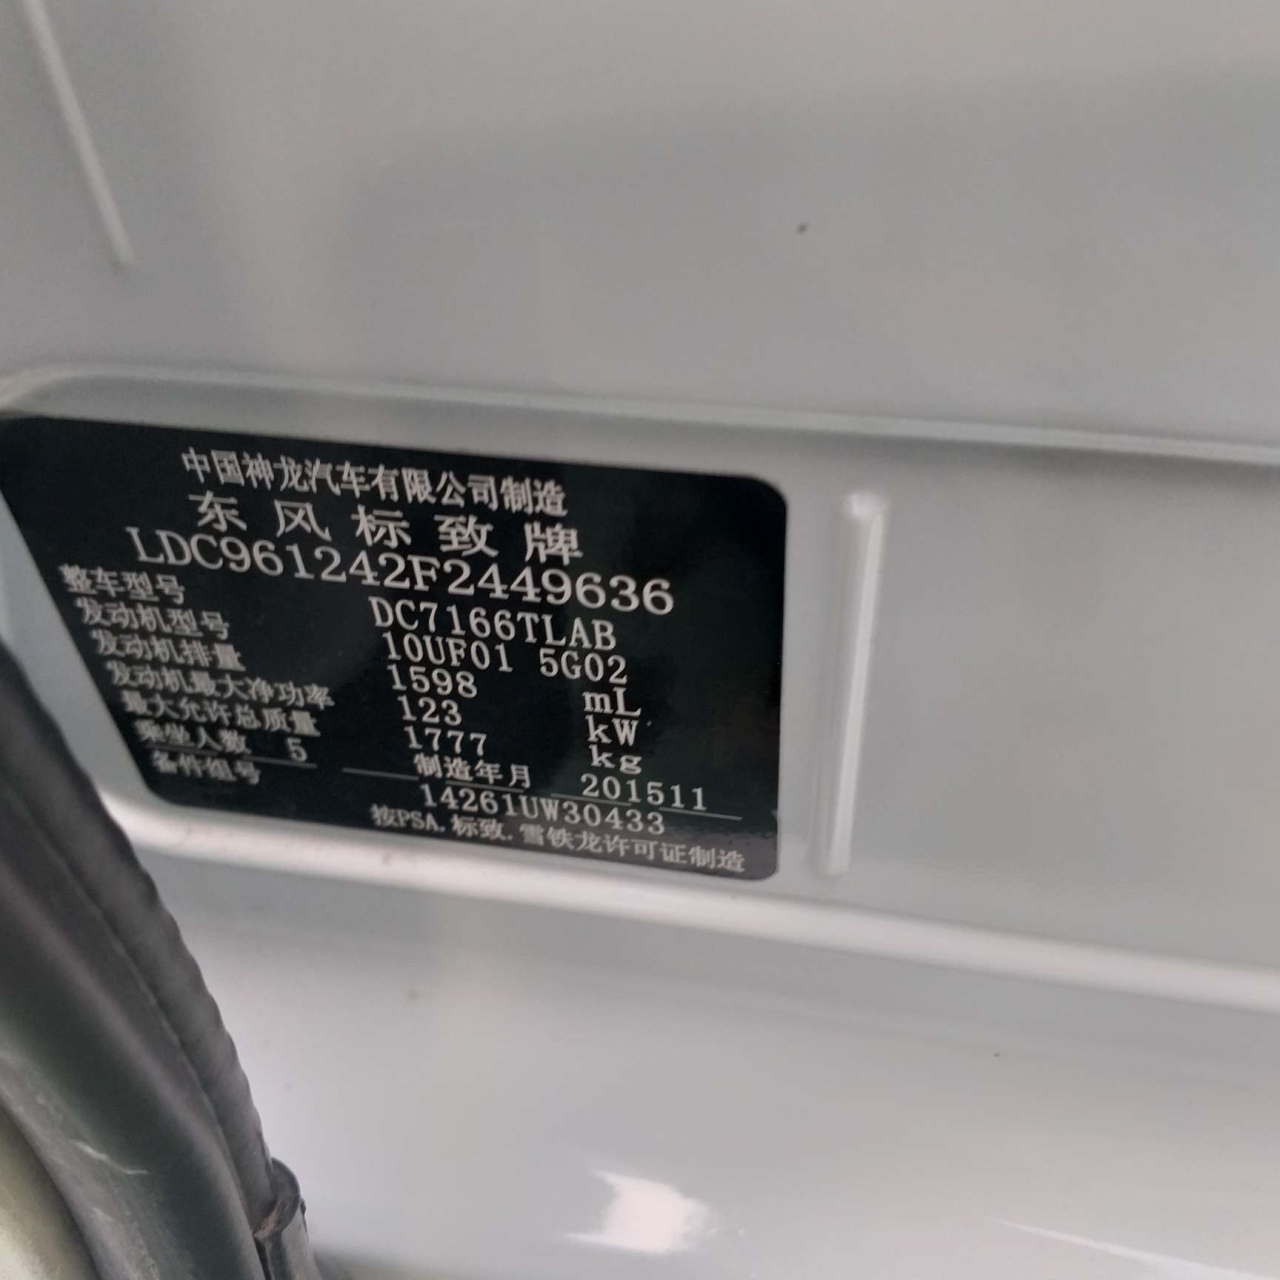 中国神龙汽车有限公司制造
东风标致牌
LDC961242F2449636
整车型号 DC7166TLAB
发动机型号 10UF01 5G02
发动机排量 1598 mL
发动机最大净功率 123 kW
最大允许总质量 1777 kg
乘坐人数 5 制造年月 201511
备件组号 14261UW30433
按PSA.标致.雪铁龙许可证制造